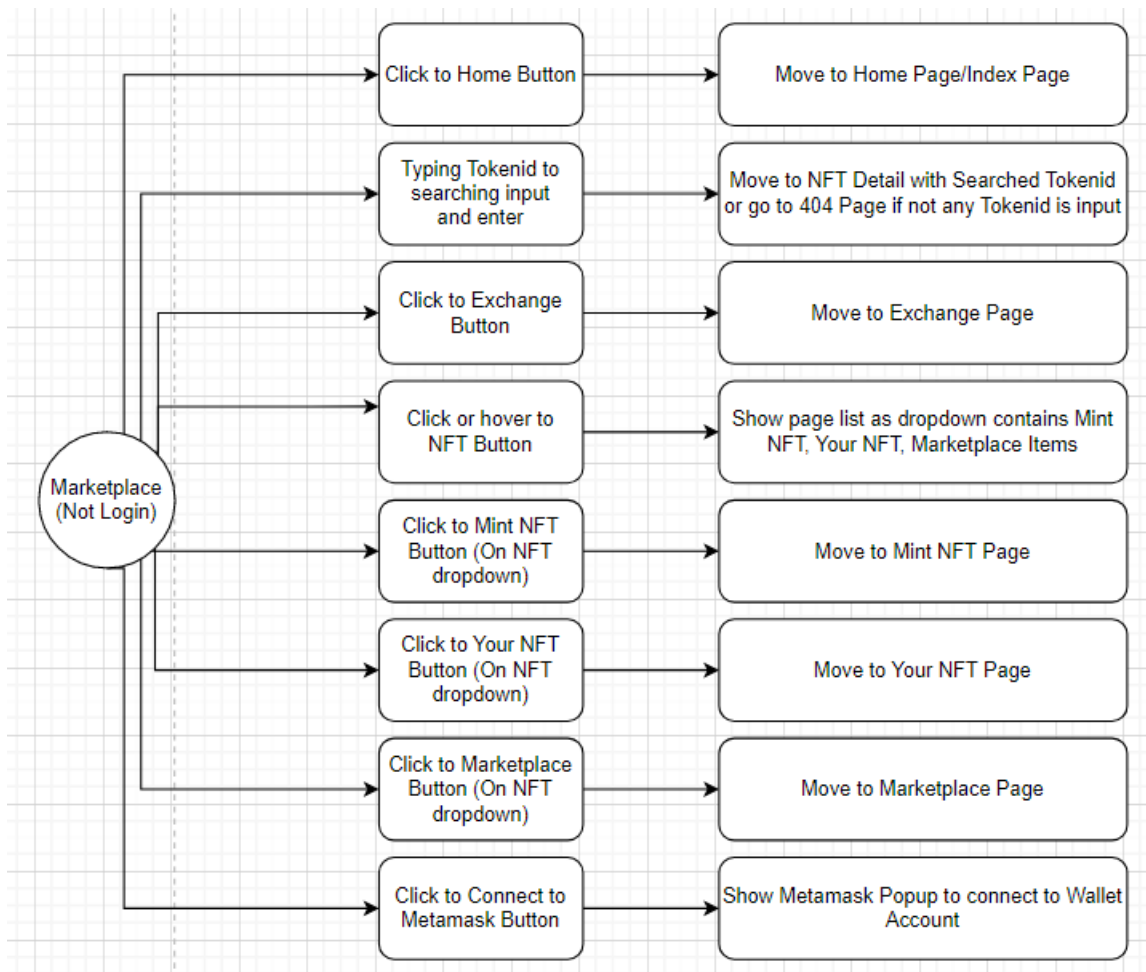 Click to Home Button
Move to Home Page/Index Page
Typing Tokenid to
searching input
and enter
Move to NFT Detail with Searched Tokenid
or go to 404 Page if not any Tokenid is input
Click to Exchange
Button
Move to Exchange Page
Click or hover to
NFT Button
Show page list as dropdown contains Mint
NFT, Your NFT, Marketplace Items
Marketplace
(Not Login)
Click to Mint NFT
Button (On NFT
dropdown)
Move to Mint NFT Page
Click to Your NFT
Button (On NFT
dropdown)
Move to Your NFT Page
Click to Marketplace
Button (On NFT
dropdown)
Move to Marketplace Page
Click to Connect to
Metamask Button
Show Metamask Popup to connect to Wallet
Account